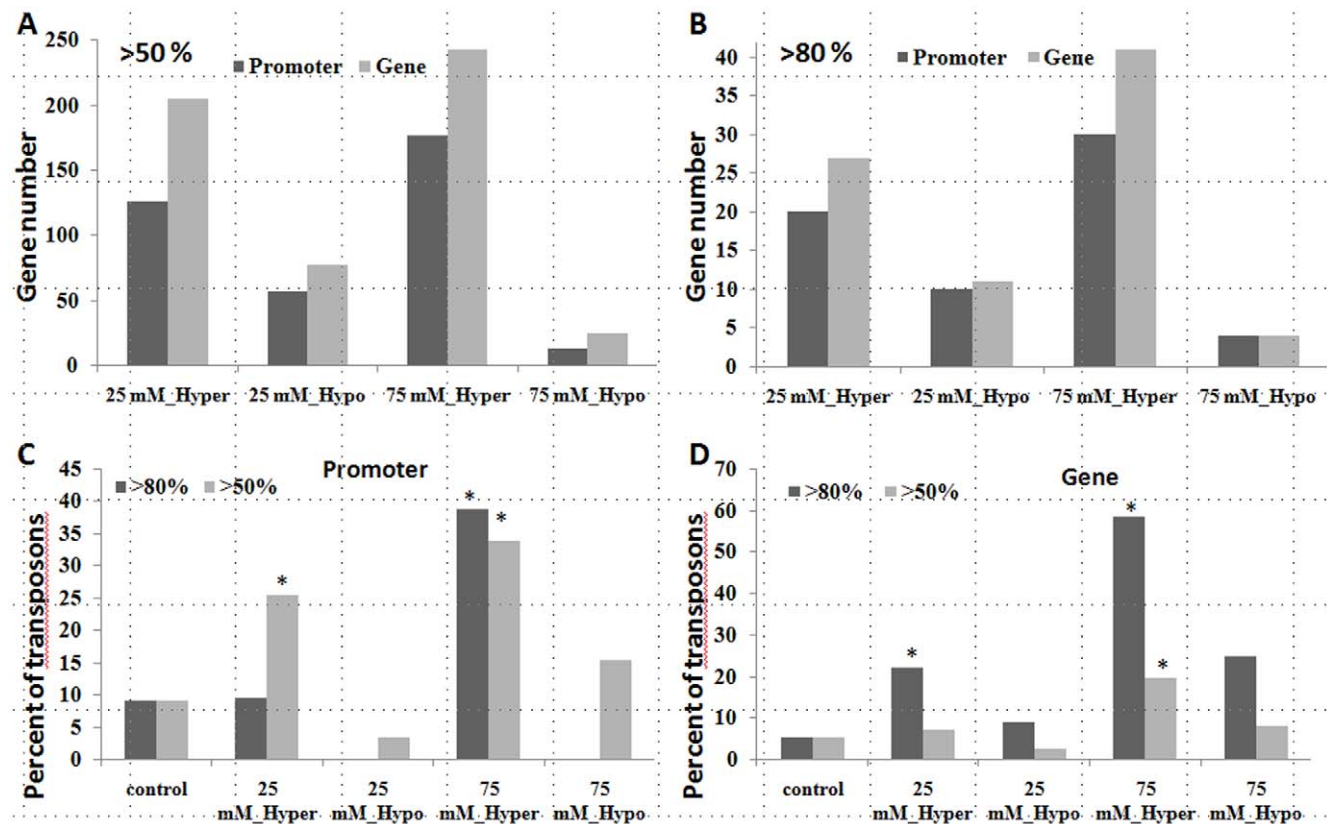 A
>50 %
Promoter Gene
Gene number
250
200
150
100
50
0
25 mM_Hyper 25 mM_Hypo 75 mM_Hyper 75 mM_Hypo
B
>80 %
Promoter Gene
Gene number
40
35
30
25
20
15
10
5
0
25 mM_Hyper 25 mM_Hypo 75 mM_Hyper 75 mM_Hypo
C
Promoter
>80% >50%
Percent of transposons
45
40
35
30
25
20
15
10
5
0
* * *
control 25 25 75 75
mM_Hyper mM_Hypo mM_Hyper mM_Hypo
D
Gene
>80% >50%
Percent of transposons
70
60
50
40
30
20
10
0
* * *
control 25 25 75 75
mM_Hyper mM_Hypo mM_Hyper mM_Hypo